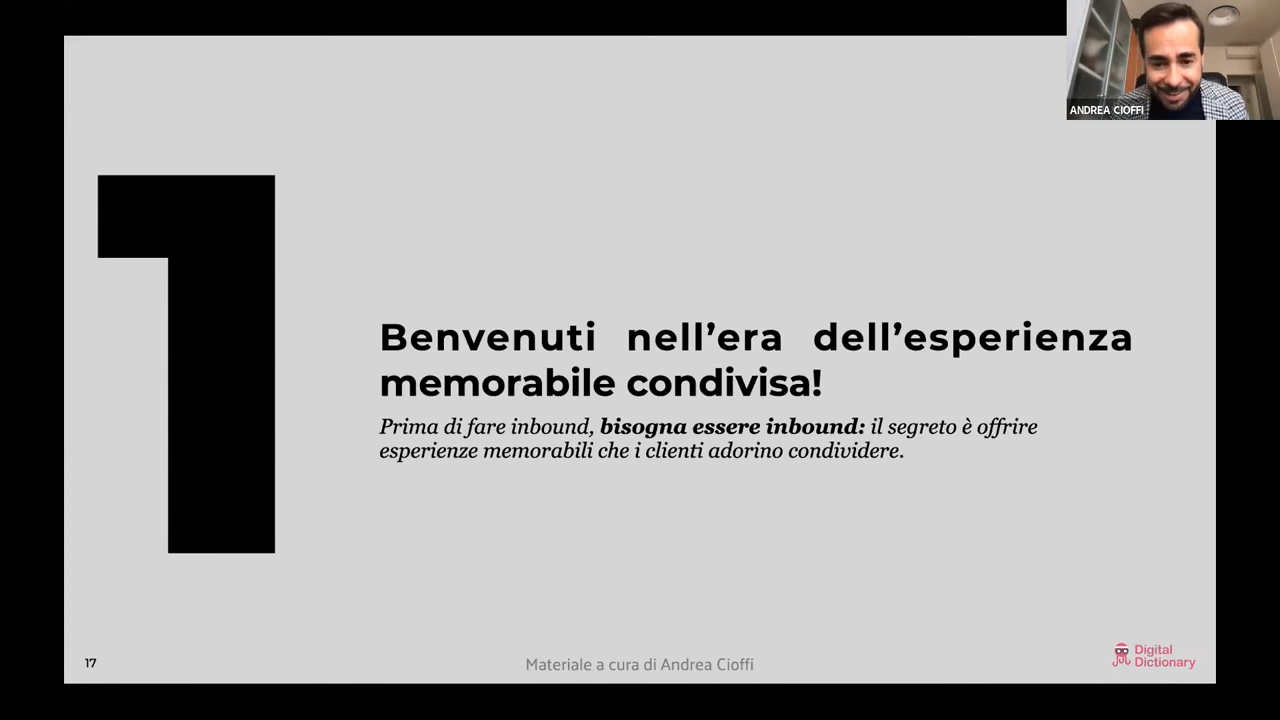 ANDREA CIOFFI
1
Benvenuti nell’era dell’esperienza
memorabile condivisa!
Prima di fare inbound, bisogna essere inbound: il segreto è offrire
esperienze memorabili che i clienti adorino condividere.
17
Materiale a cura di Andrea Cioffi
Digital
Dictionary